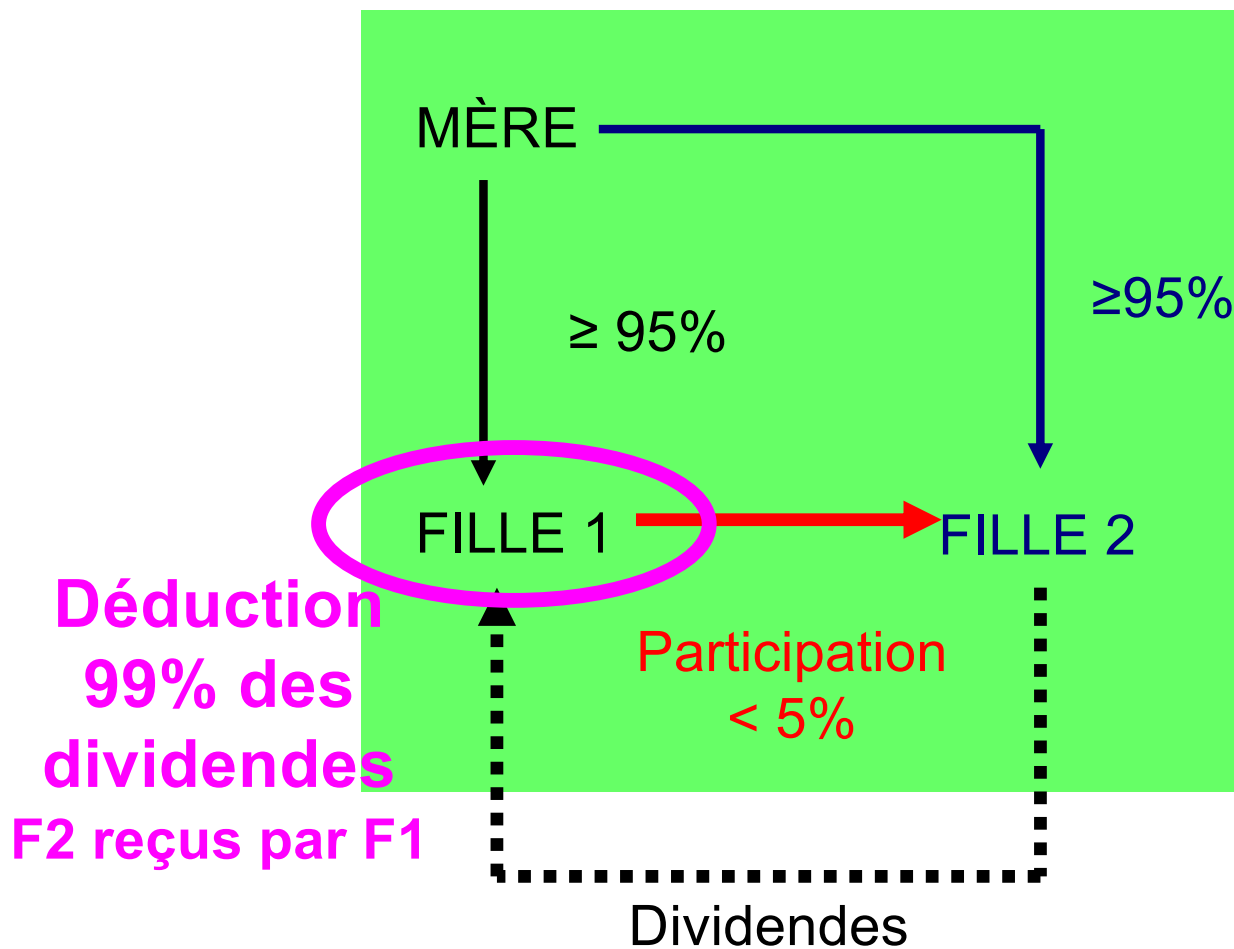 MÈRE
≥ 95%
≥95%
FILLE 1
FILLE 2
Déduction
99% des
dividendes
F2 reçus par F1
Participation
< 5%
Dividendes